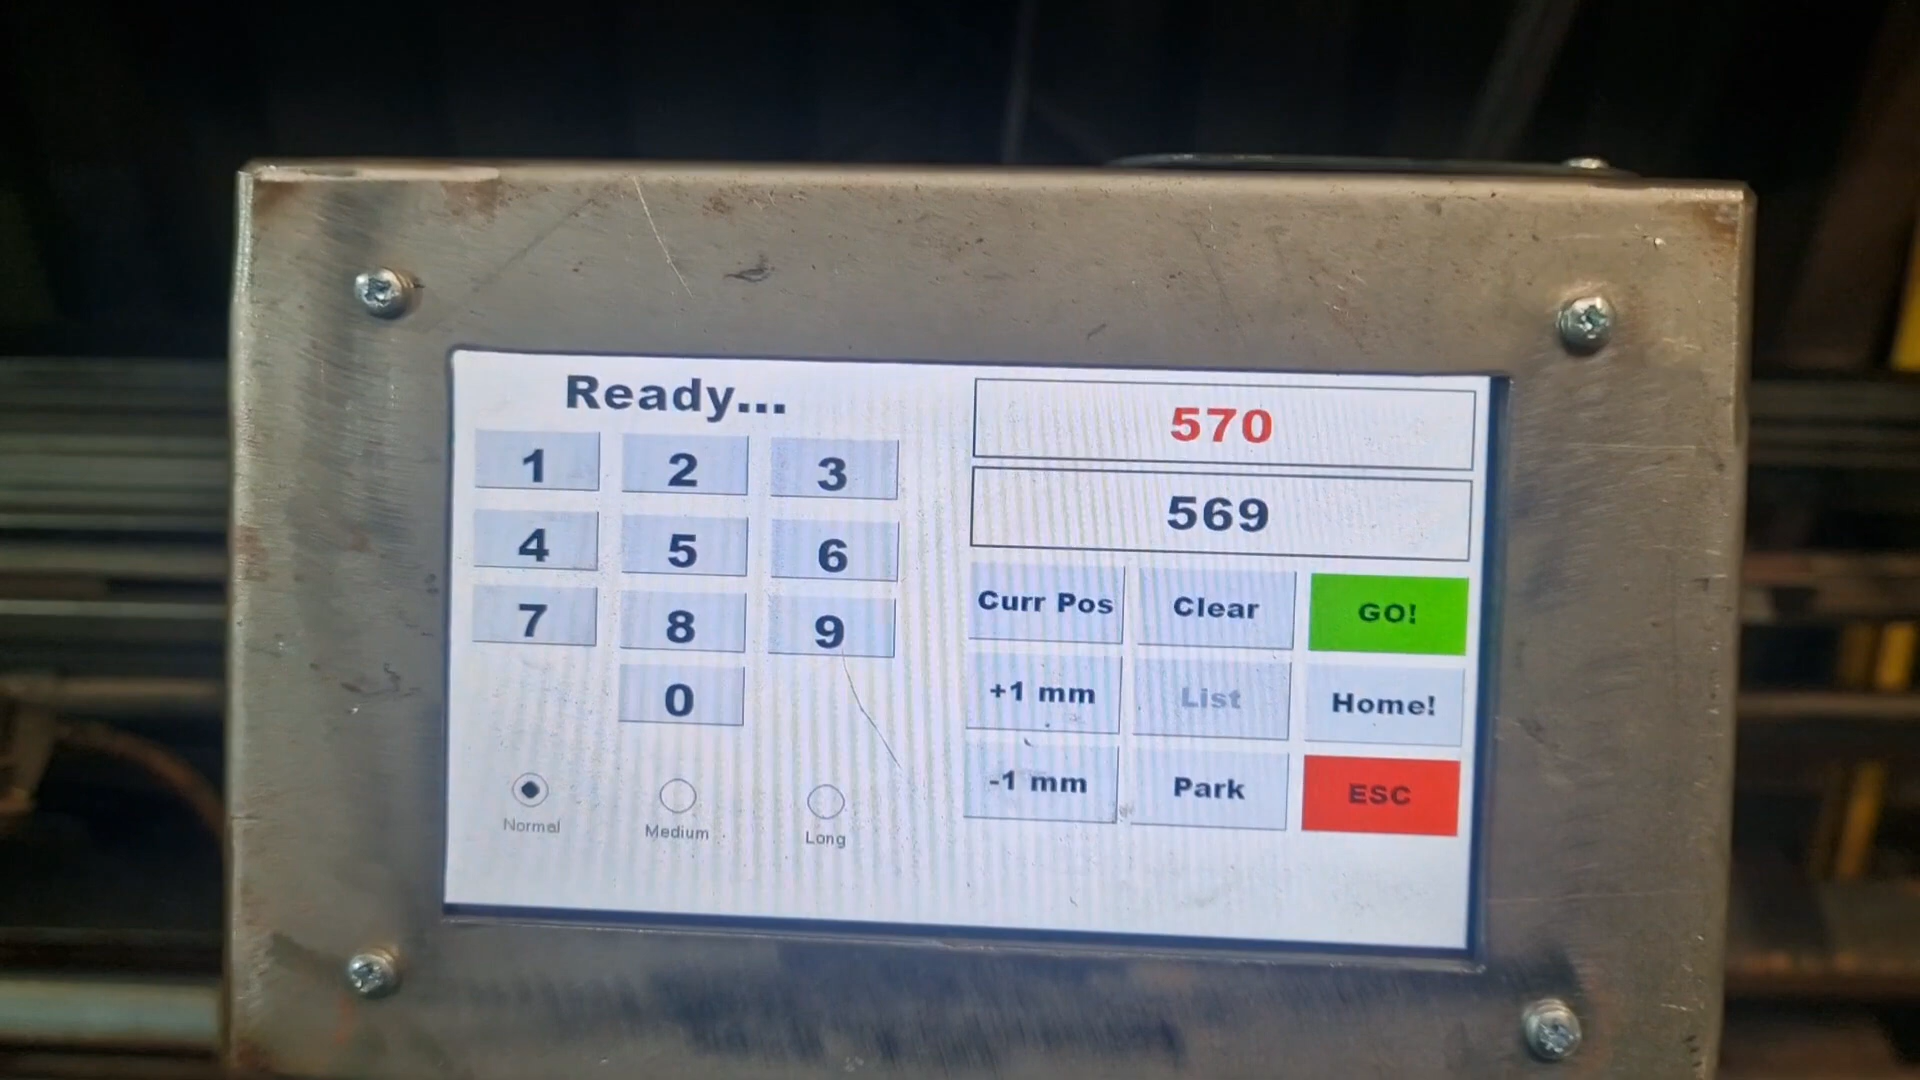 Ready...
570
569
1 2 3
4 5 6
7 8 9
0
Curr Pos Clear GO!
+1 mm List Home!
-1 mm Park ESC
Normal Medium Long